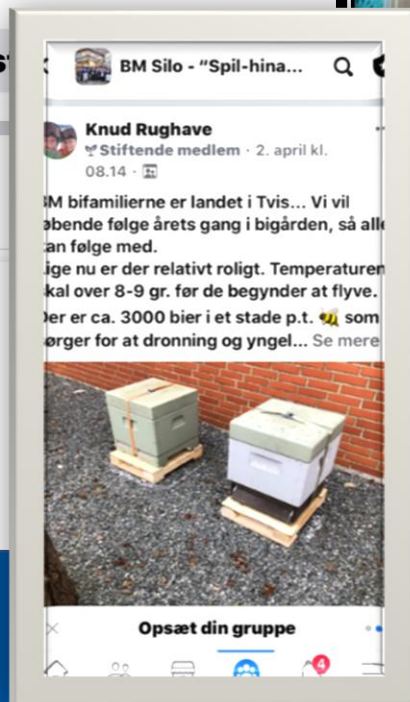 BM Silo - "Spil-hina...
Knud Rughave
Stiftende medlem · 2. april kl.
08.14 ·
BM bifamilierne er landet i Tvis... Vi vil
øbende følge årets gang i bigården, så alle
kan følge med.
ige nu er der relativt roligt. Temperaturen
skal over 8-9 gr. før de begynder at flyve.
Der er ca. 3000 bier i et stade p.t. 🐝 som
ørger for at dronning og yngel... Se mere
Opsæt din gruppe
4